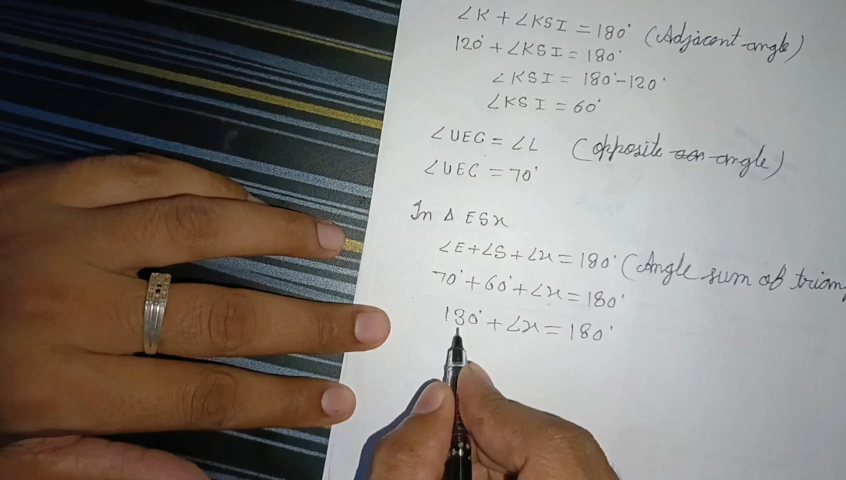 ∠K + ∠KSI = 180° (Adjacent angle)
120° + ∠KSI = 180°
∠KSI = 180° - 120°
∠KSI = 60°
∠UEC = ∠L (opposite angle)
∠UEC = 70°
In Δ ESx
∠E + ∠S + ∠x = 180° (Angle sum of
70° + 60° + ∠x = 180°
130° + ∠x = 180°